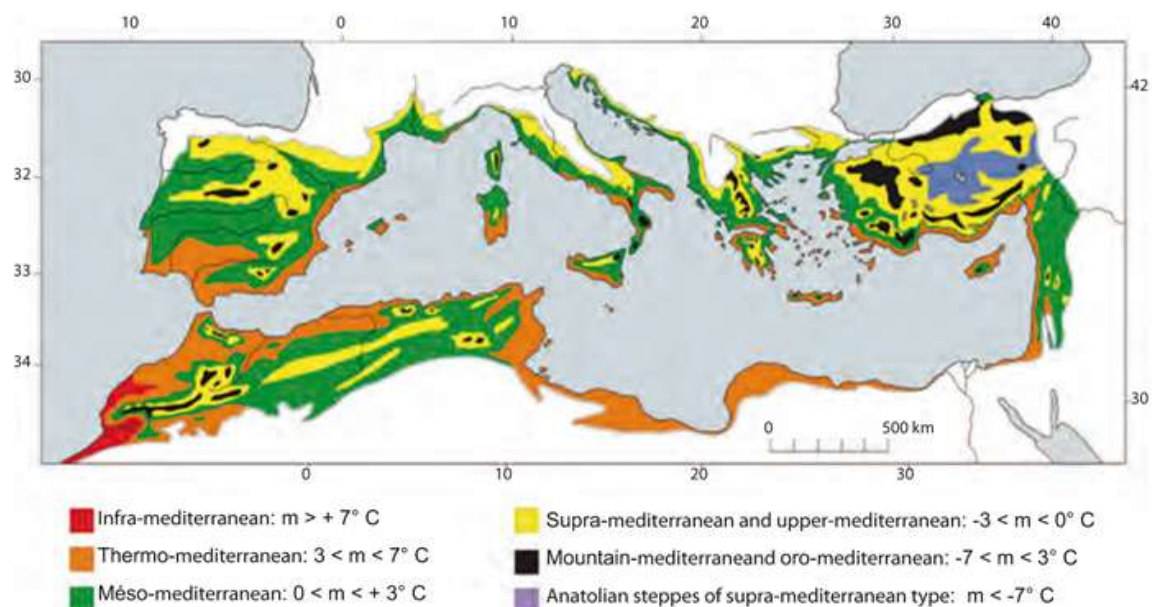 10 0 10 20 30 40
30 42
32
33
34 30
0 500 km
0 10 20 30
Infra-mediterranean: m > + 7° C
Thermo-mediterranean: 3 < m < 7° C
Méso-mediterranean: 0 < m < + 3° C
Supra-mediterranean and upper-mediterranean: -3 < m < 0° C
Mountain-mediterraneand oro-mediterranean: -7 < m < 3° C
Anatolian steppes of supra-mediterranean type: m < -7° C